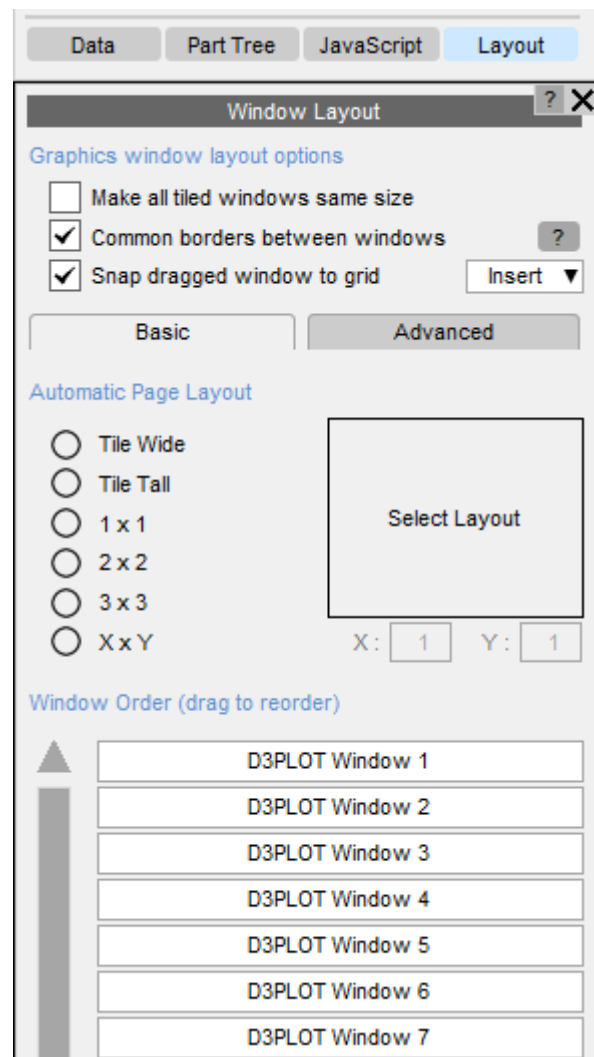 Data Part Tree JavaScript Layout
Window Layout ?
Graphics window layout options
Make all tiled windows same size
Common borders between windows ?
Snap dragged window to grid Insert
Basic Advanced
Automatic Page Layout
Tile Wide
Tile Tall
1 x 1
2 x 2
3 x 3
X x Y
Select Layout
X : 1 Y : 1
Window Order (drag to reorder)
D3PLOT Window 1
D3PLOT Window 2
D3PLOT Window 3
D3PLOT Window 4
D3PLOT Window 5
D3PLOT Window 6
D3PLOT Window 7